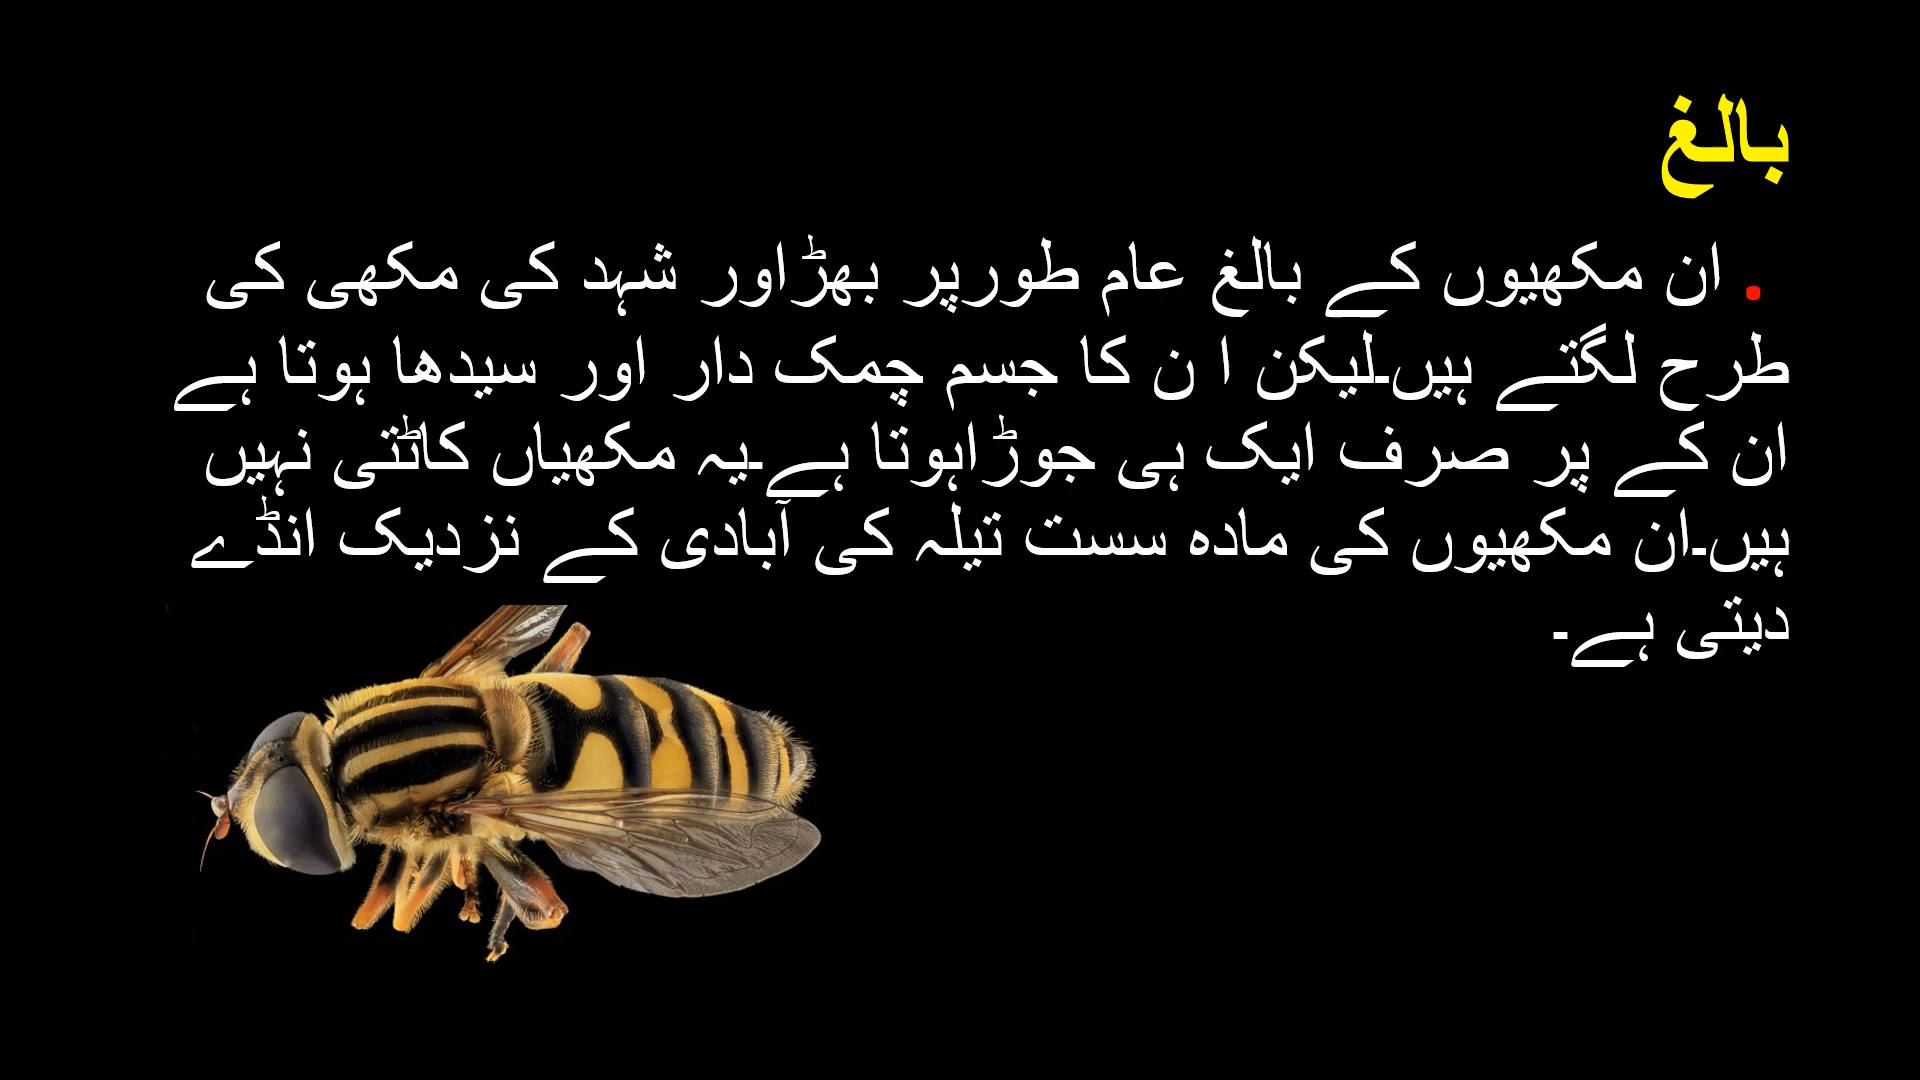 بالغ
. ان مکھیوں کے بالغ عام طورپر بھڑاور شہد کی مکھی کی
طرح لگتے ہیں۔لیکن ا ن کا جسم چمک دار اور سیدھا ہوتا ہے
ان کے پر صرف ایک ہی جوڑاہوتا ہے۔یہ مکھیاں کاٹتی نہیں
ہیں۔ان مکھیوں کی مادہ سست تیلہ کی آبادی کے نزدپک انڈے
دیتی ہے۔